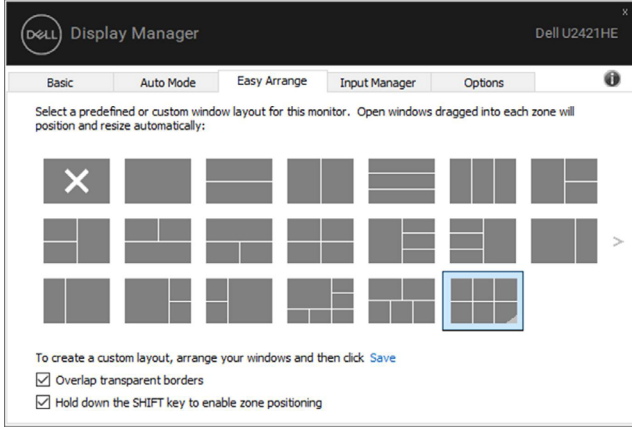 x
DELL Display Manager Dell U2421HE
Basic Auto Mode Easy Arrange Input Manager Options
Select a predefined or custom window layout for this monitor. Open windows dragged into each zone will
position and resize automatically:
>
To create a custom layout, arrange your windows and then click Save
Overlap transparent borders
Hold down the SHIFT key to enable zone positioning